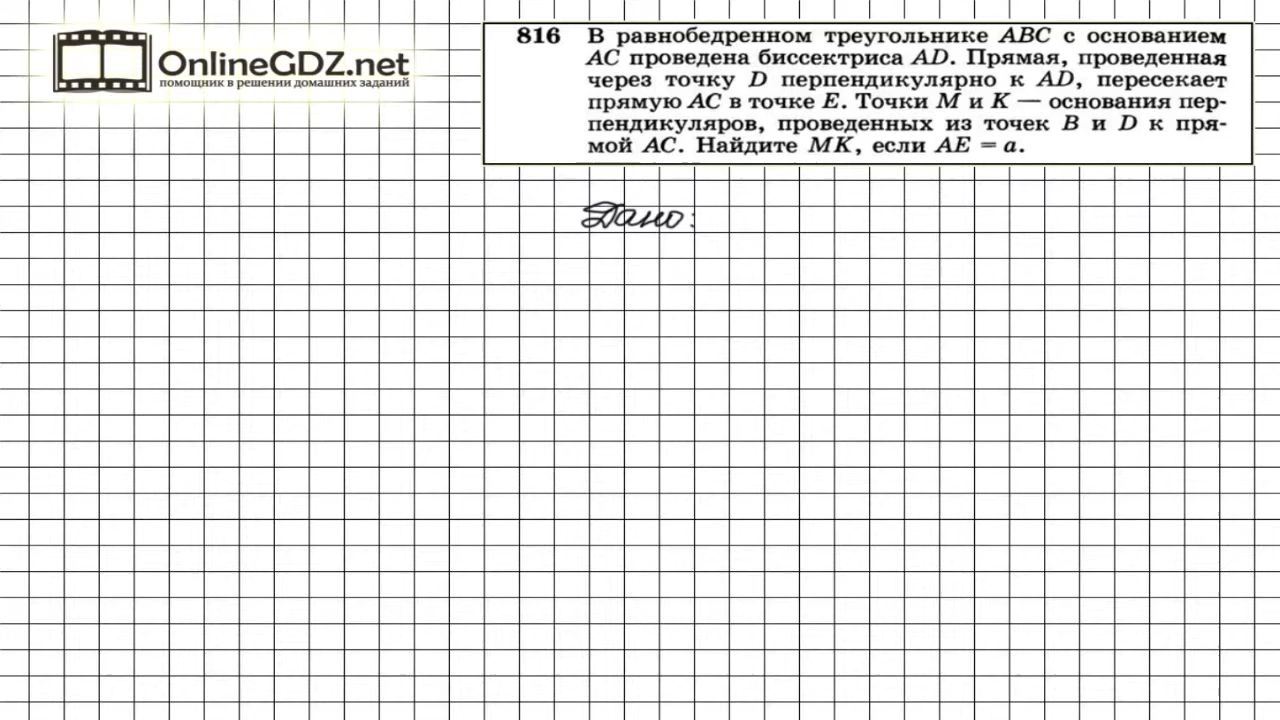 OnlineGDZ.net
помощник в решении домашних заданий
816 В равнобедренном треугольнике ABC с основанием
AC проведена биссектриса AD. Прямая, проведенная
через точку D перпендикулярно к AD, пересекает
прямую AC в точке E. Точки M и K — основания пер-
пендикуляров, проведенных из точек B и D к пря-
мой AC. Найдите MK, если AE = a.
Дано: